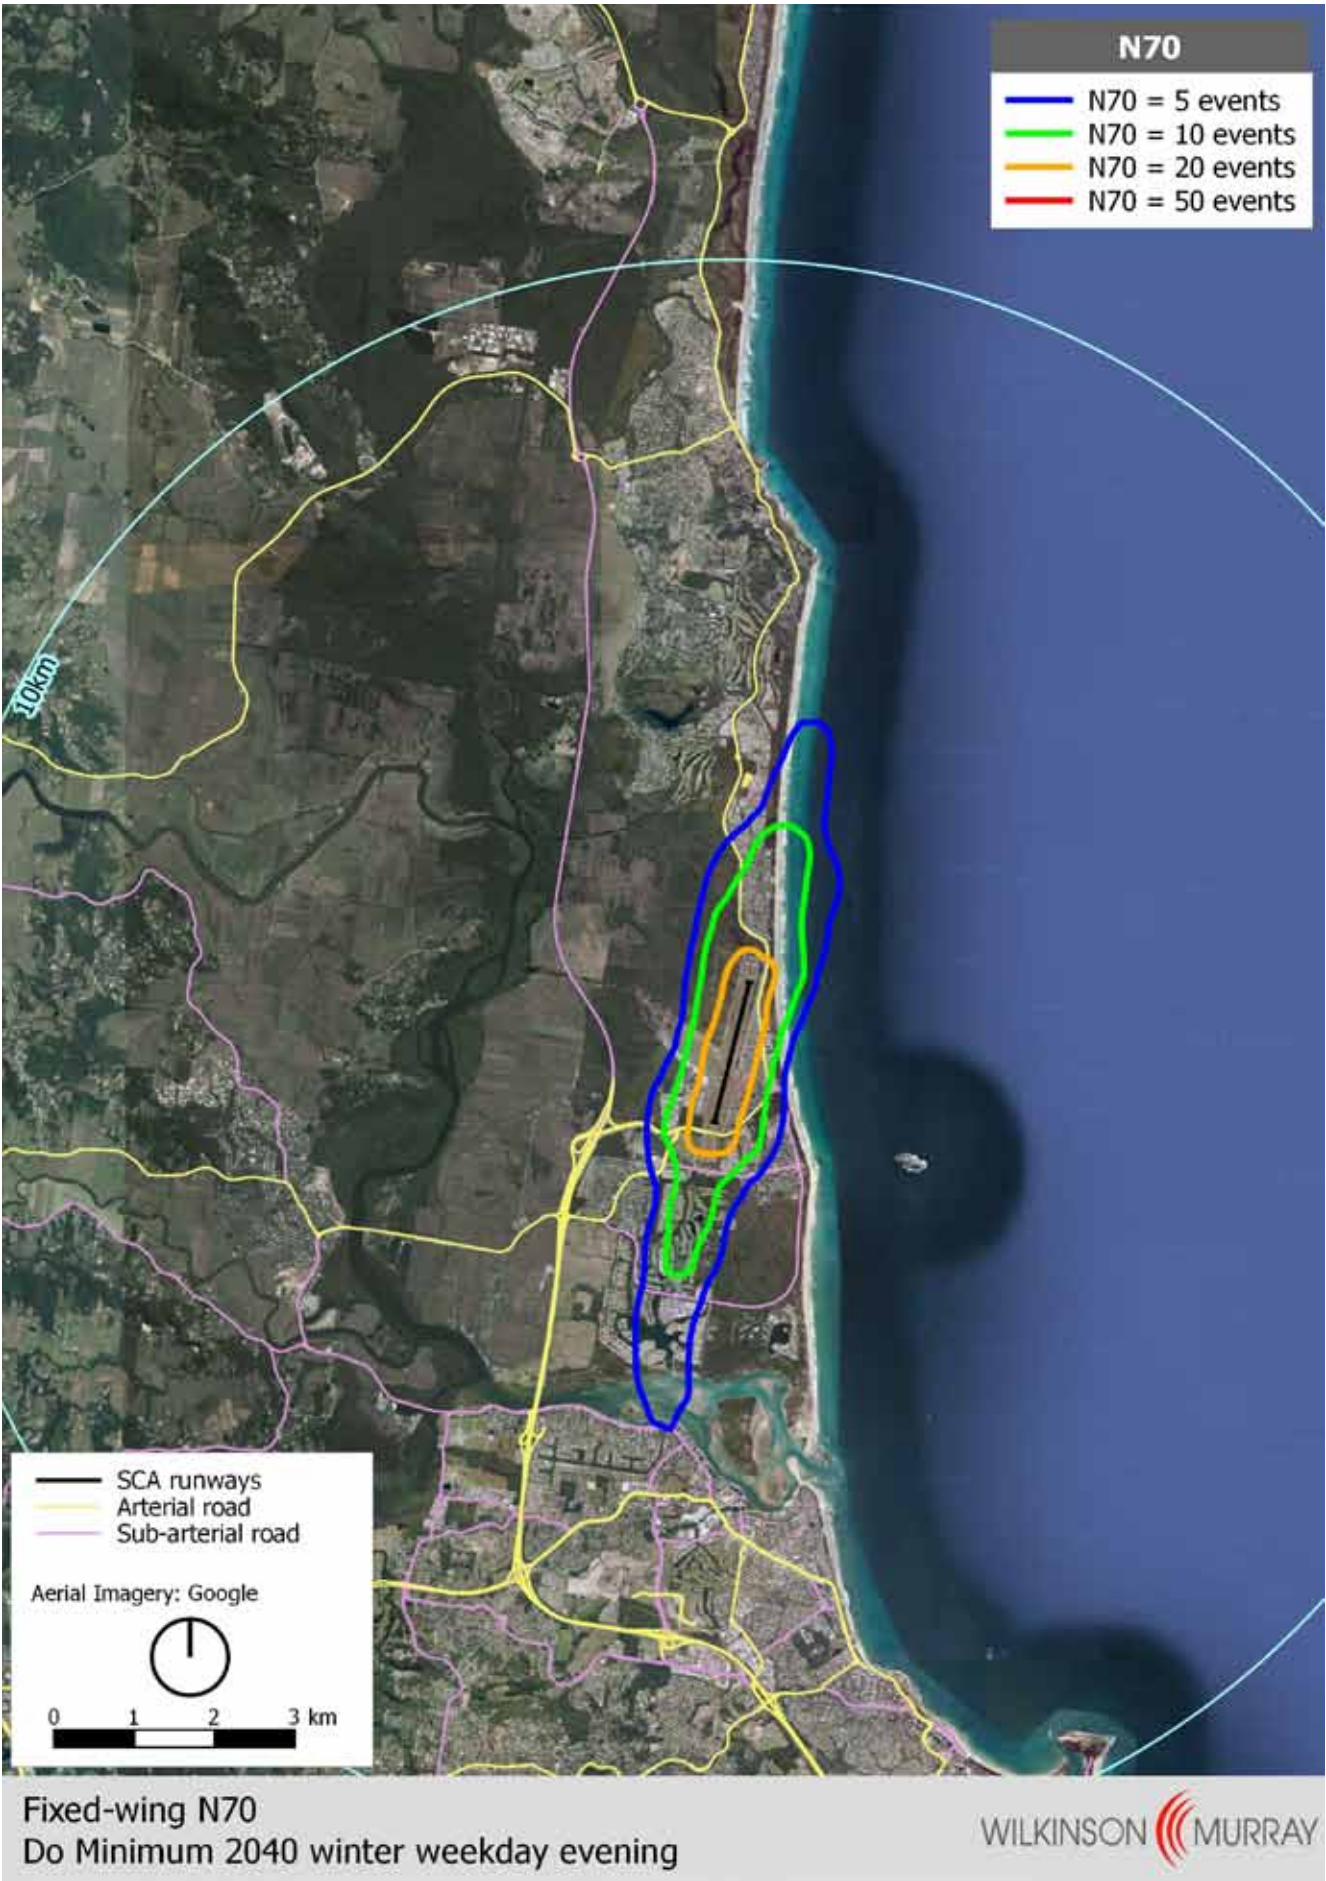 N70
N70 = 5 events
N70 = 10 events
N70 = 20 events
N70 = 50 events
10km
SCA runways
Arterial road
Sub-arterial road
Aerial Imagery: Google
0 1 2 3 km
Fixed-wing N70
Do Minimum 2040 winter weekday evening
WILKINSON MURRAY